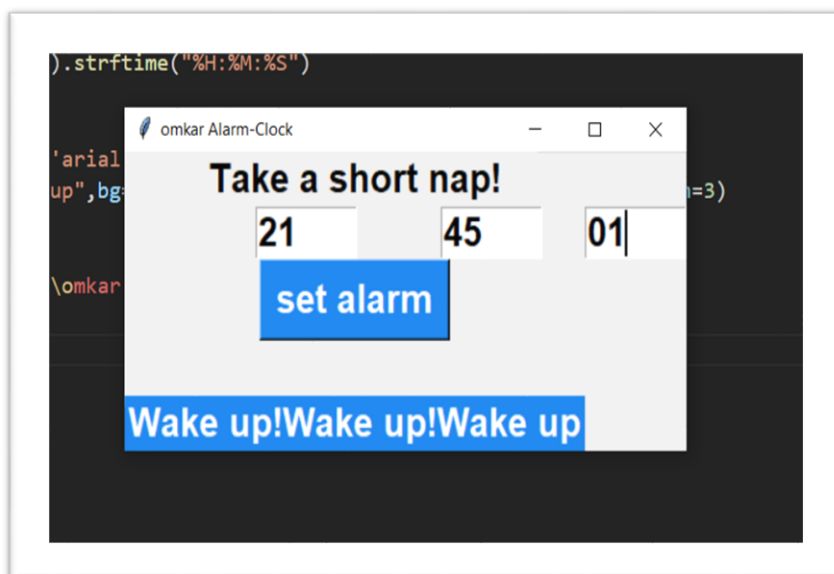 ).strftime("%H:%M:%S")
omkar Alarm-Clock
'arial
Take a short nap!
up",bg= =3)
21 45 01
\omkar
set alarm
Wake up!Wake up!Wake up